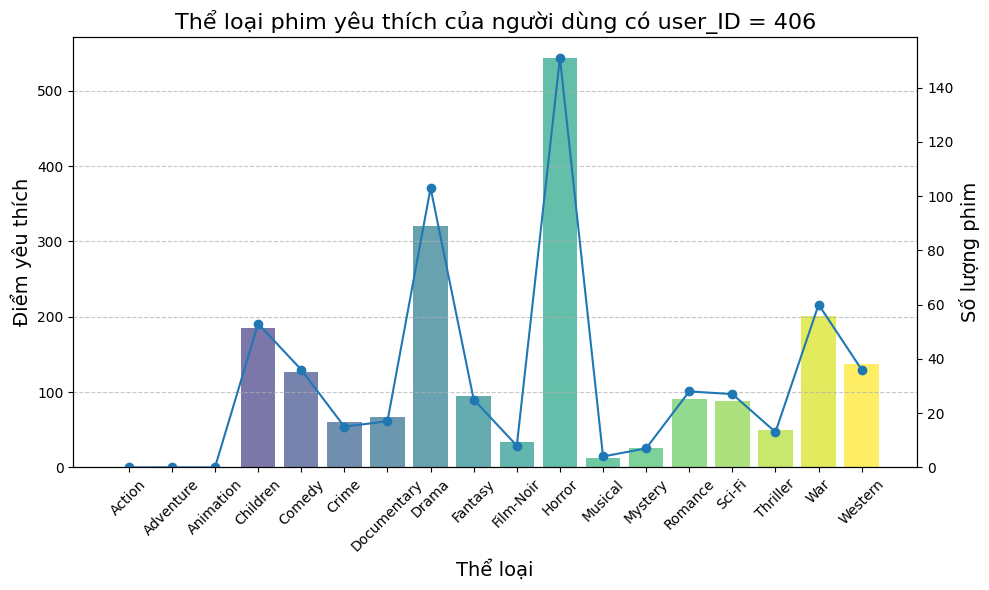 Thể loại phim yêu thích của người dùng có user_ID = 406
Điểm yêu thích
500
400
300
200
100
0
140
120
100
80
60
40
20
0
Số lượng phim
Action
Adventure
Animation
Children
Comedy
Crime
Documentary
Drama
Fantasy
Film-Noir
Horror
Musical
Mystery
Romance
Sci-Fi
Thriller
War
Western
Thể loại